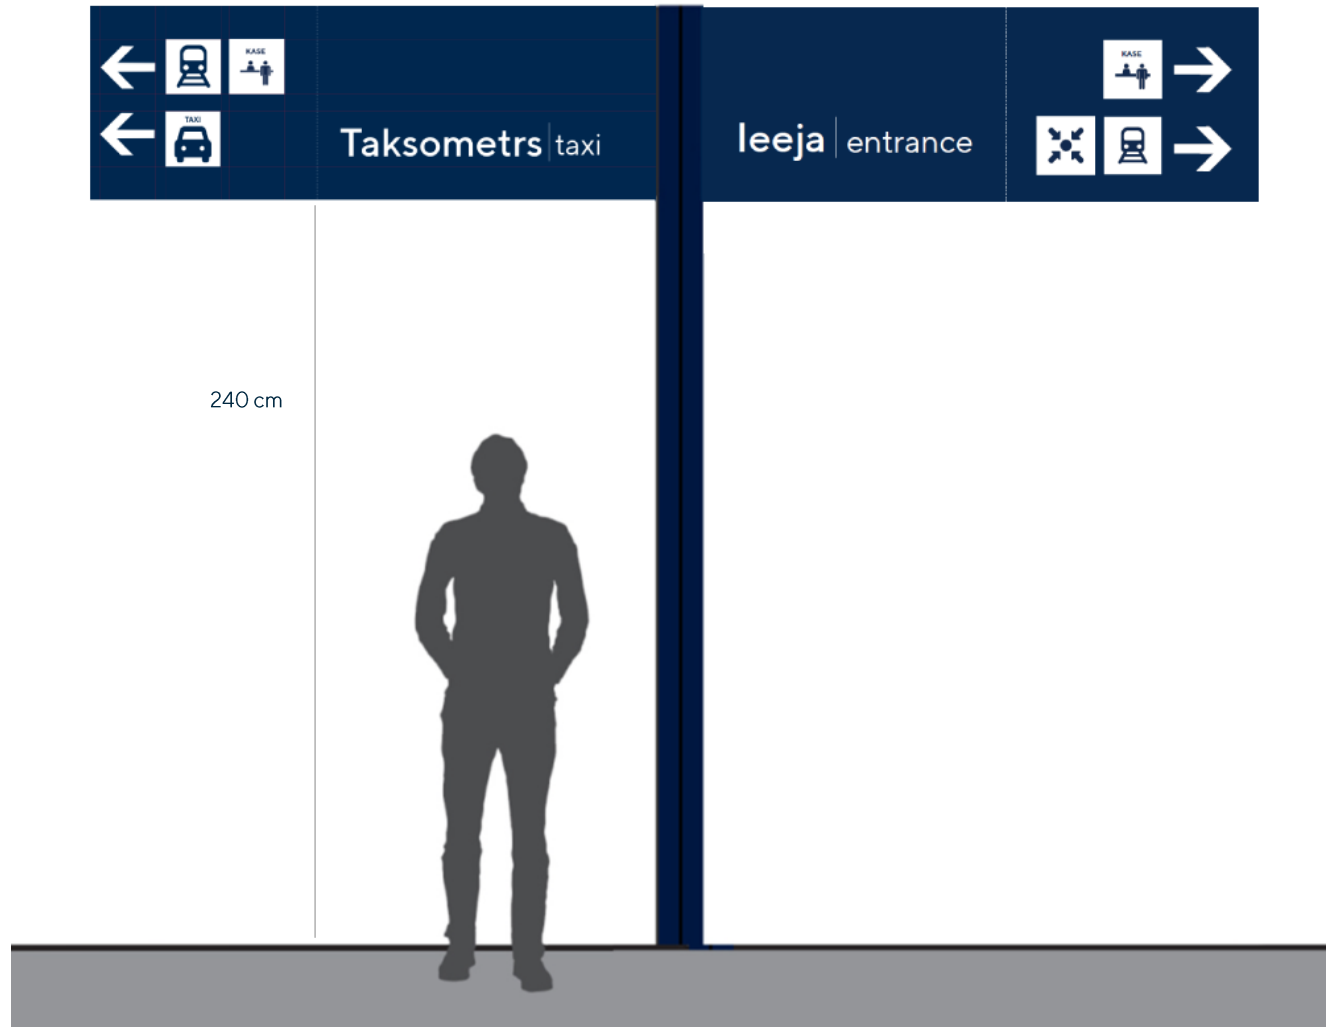 KASE
TAXI
Taksometrs | taxi
Ieeja | entrance
KASE
240 cm